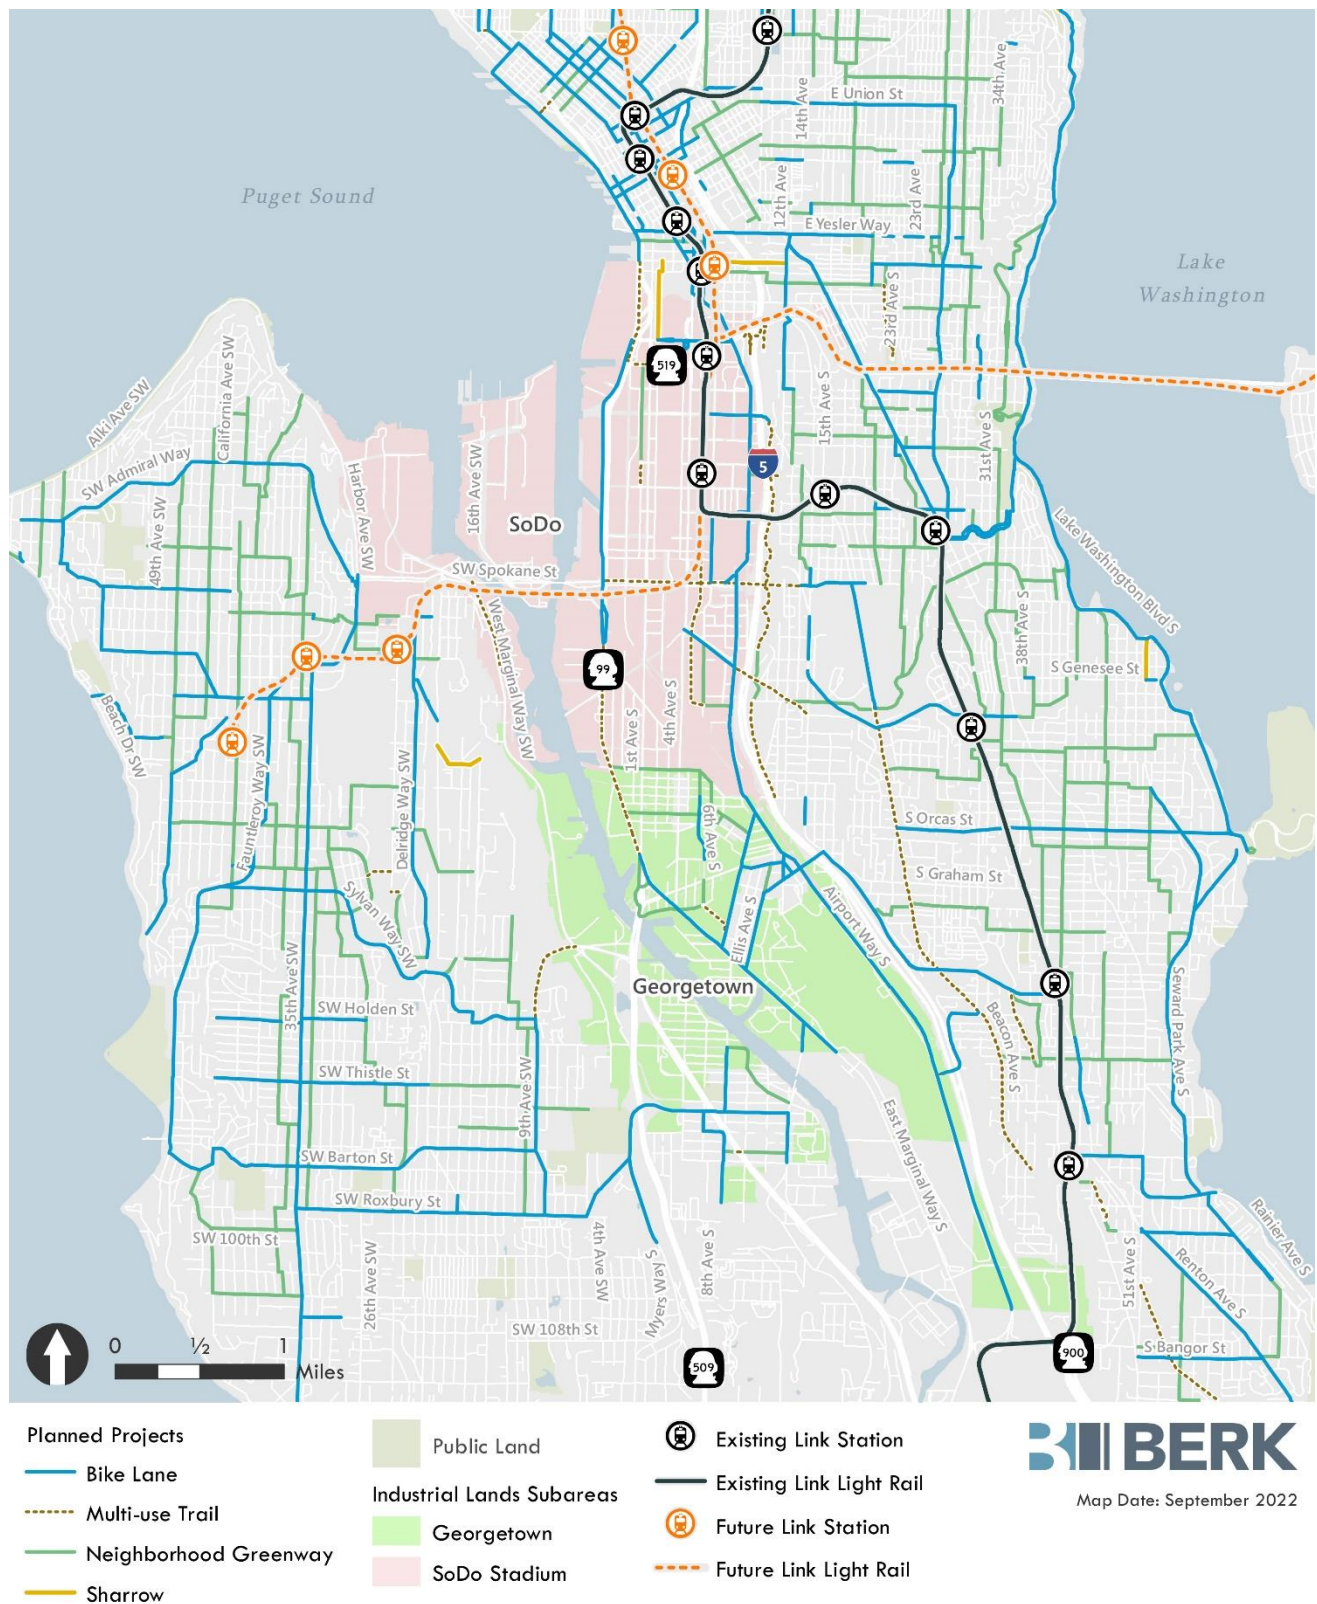 E Union St
14th Ave
34th Ave
Puget Sound
12th Ave
23rd Ave
E Yesler Way
Lake
Washington
23rd Ave S
519
Alki Ave SW
California Ave SW
15th Ave S
31st Ave S
SW Admiral Way
Harbor Ave SW
16th Ave SW
5
49th Ave SW
SoDo
Lake Washington Blvd S
SW Spokane St
West Marginal Way SW
38th Ave S
S Genesee St
99
Beach Dr SW
1st Ave S
4th Ave S
Fauntleroy Way SW
Delridge Way SW
6th Ave S
S Orcas St
S Graham St
Sylvan Way SW
Ellis Ave S
Airport Way S
35th Ave SW
Georgetown
SW Holden St
Beacon Ave S
Seward Park Ave S
SW Thistle St
9th Ave SW
East Marginal Way S
SW Barton St
SW Roxbury St
SW 100th St
26th Ave SW
4th Ave SW
Myers Way S
8th Ave S
51st Ave S
Renton Ave S
Rainier Ave S
SW 108th St
S Bangor St
509
900
0 ½ 1
Miles
Planned Projects
Bike Lane
Multi-use Trail
Neighborhood Greenway
Sharrow
Public Land
Industrial Lands Subareas
Georgetown
SoDo Stadium
Existing Link Station
Existing Link Light Rail
Future Link Station
Future Link Light Rail
BERK
Map Date: September 2022